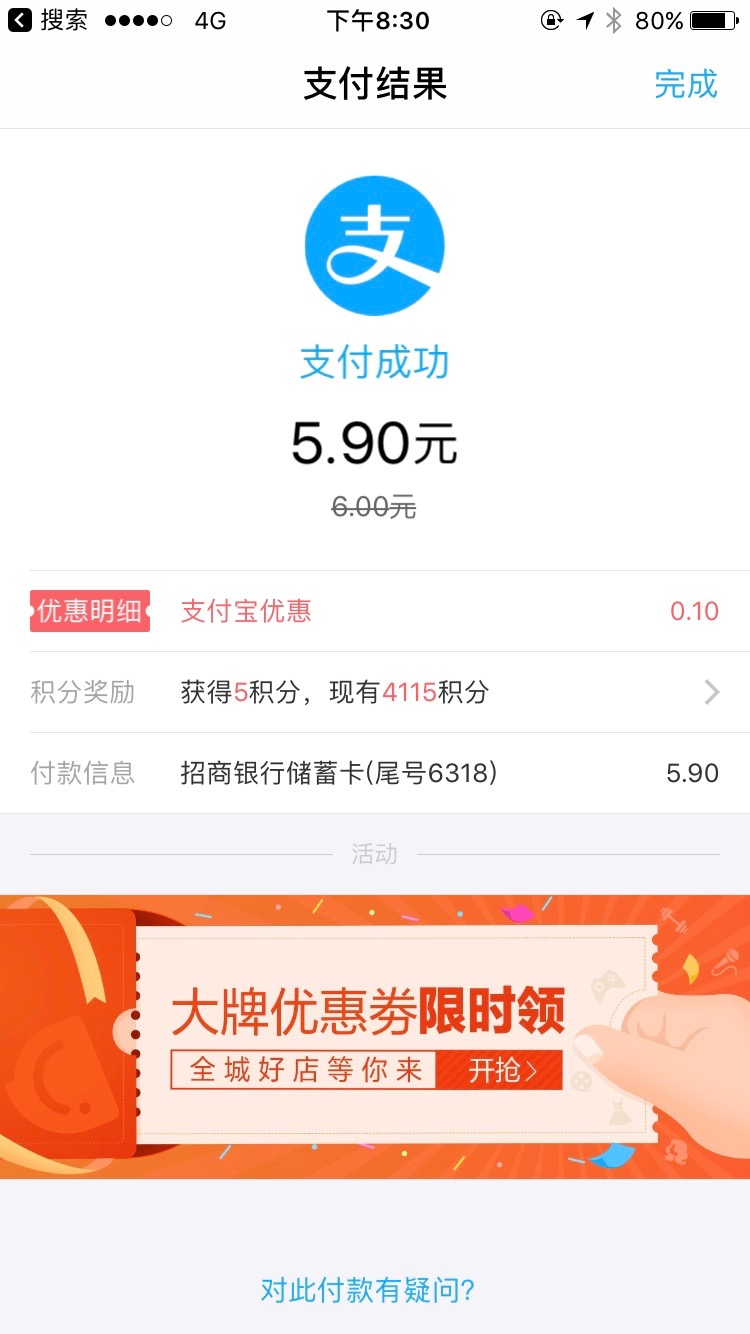 搜索 4G 下午8:30 80%
支付结果 完成
支
支付成功
5.90元
6.00元
优惠明细 支付宝优惠 0.10
积分奖励 获得5积分，现有4115积分
付款信息 招商银行储蓄卡(尾号6318) 5.90
活动
大牌优惠券限时领
全城好店等你来 开抢>
对此付款有疑问?